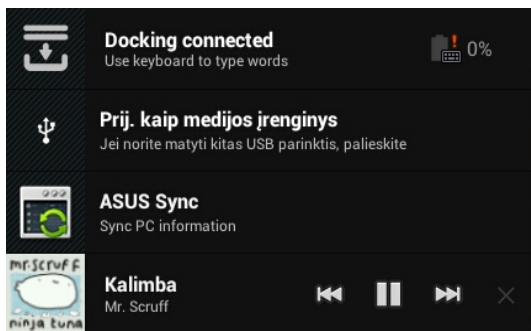 Docking connected
Use keyboard to type words
0%
Prij. kaip medijos įrenginys
Jei norite matyti kitas USB parinktis, palieskite
ASUS Sync
Sync PC information
mr.scruff
ninja tuna
Kalimba
Mr. Scruff